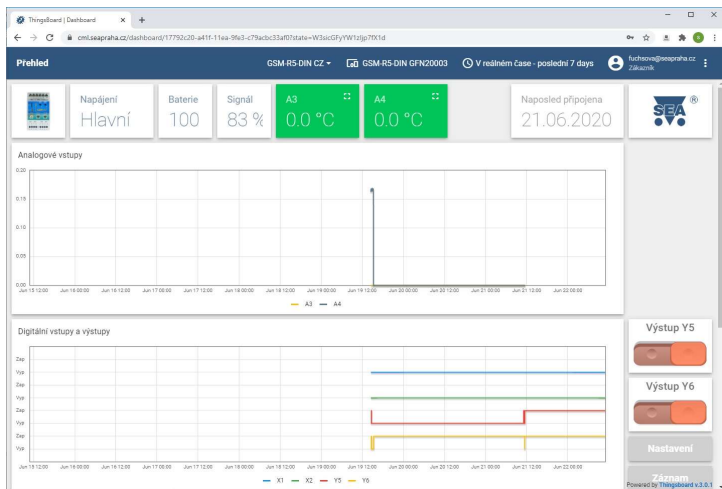 ThingsBoard | Dashboard
cml.seapraha.cz/dashboard/17792c20-a41f-11ea-9fe3-c79acbc33af0?state=W3sicGFyYW1zIjp7fX1d
Přehled
GSM-R5-DIN CZ
GSM-R5-DIN GFN20003
V reálném čase - poslední 7 days
fuchsova@seapraha.cz
Zákazník
Napájení
Hlavní
Baterie
100
Signál
83 %
A3
0.0 °C
A4
0.0 °C
Naposled připojena
21.06.2020
SEA ®
Analogové vstupy
0.20
0.15
0.10
0.05
0.00
Jun 15 12:00 Jun 16 00:00 Jun 16 12:00 Jun 17 00:00 Jun 17 12:00 Jun 18 00:00 Jun 18 12:00 Jun 19 00:00 Jun 19 12:00 Jun 20 00:00 Jun 20 12:00 Jun 21 00:00 Jun 21 12:00 Jun 22 00:00
A3 A4
Digitální vstupy a výstupy
Zap
Vyp
Zap
Vyp
Zap
Vyp
Zap
Vyp
Jun 15 12:00 Jun 16 00:00 Jun 16 12:00 Jun 17 00:00 Jun 17 12:00 Jun 18 00:00 Jun 18 12:00 Jun 19 00:00 Jun 19 12:00 Jun 20 00:00 Jun 20 12:00 Jun 21 00:00 Jun 21 12:00 Jun 22 00:00
X1 X2 Y5 Y6
Výstup Y5
Výstup Y6
Nastavení
Záznam
Powered by Thingsboard v.3.0.1